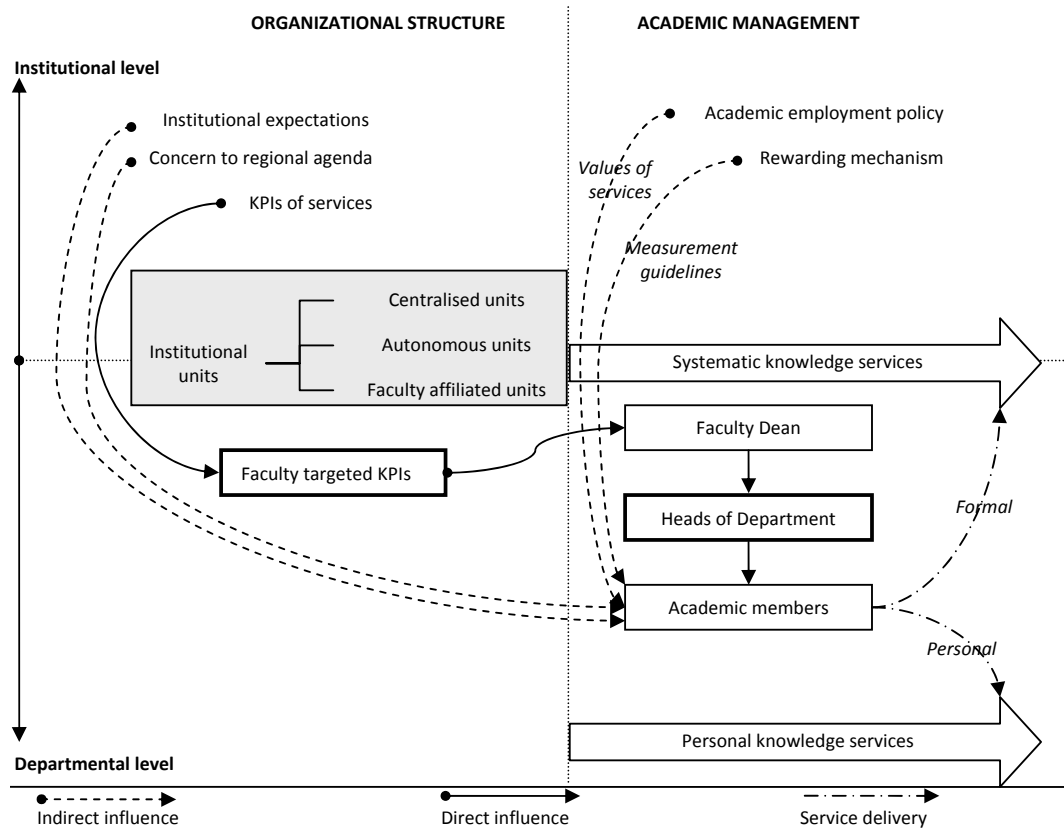 ORGANIZATIONAL STRUCTURE
ACADEMIC MANAGEMENT
Institutional level
Institutional expectations
Concern to regional agenda
KPIs of services
Academic employment policy
Rewarding mechanism
Values of
services
Measurement
guidelines
Institutional
units
Centralised units
Autonomous units
Faculty affiliated units
Systematic knowledge services
Faculty targeted KPIs
Faculty Dean
Heads of Department
Academic members
Formal
Personal
Personal knowledge services
Departmental level
Indirect influence
Direct influence
Service delivery